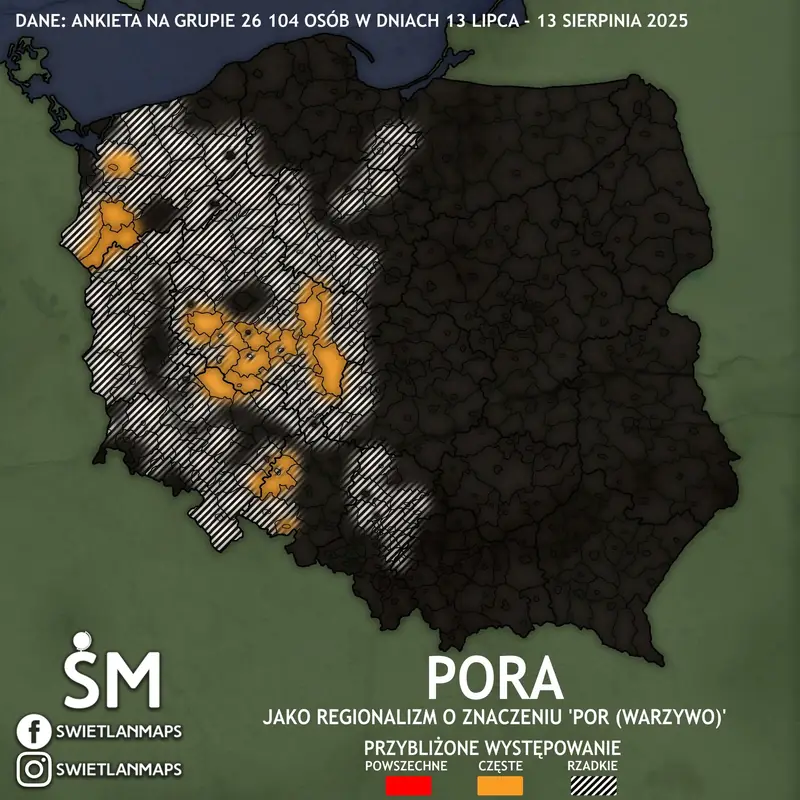 DANE: ANKIETA NA GRUPIE 26 104 OSÓB W DNIACH 13 LIPCA - 13 SIERPINIA 2025
ŚM
SWIETLANMAPS
SWIETLANMAPS
PORA
JAKO REGIONALIZM O ZNACZENIU 'POR (WARZYWO)'
PRZYBLIŻONE WYSTĘPOWANIE
POWSZECHNE CZĘSTE RZADKIE